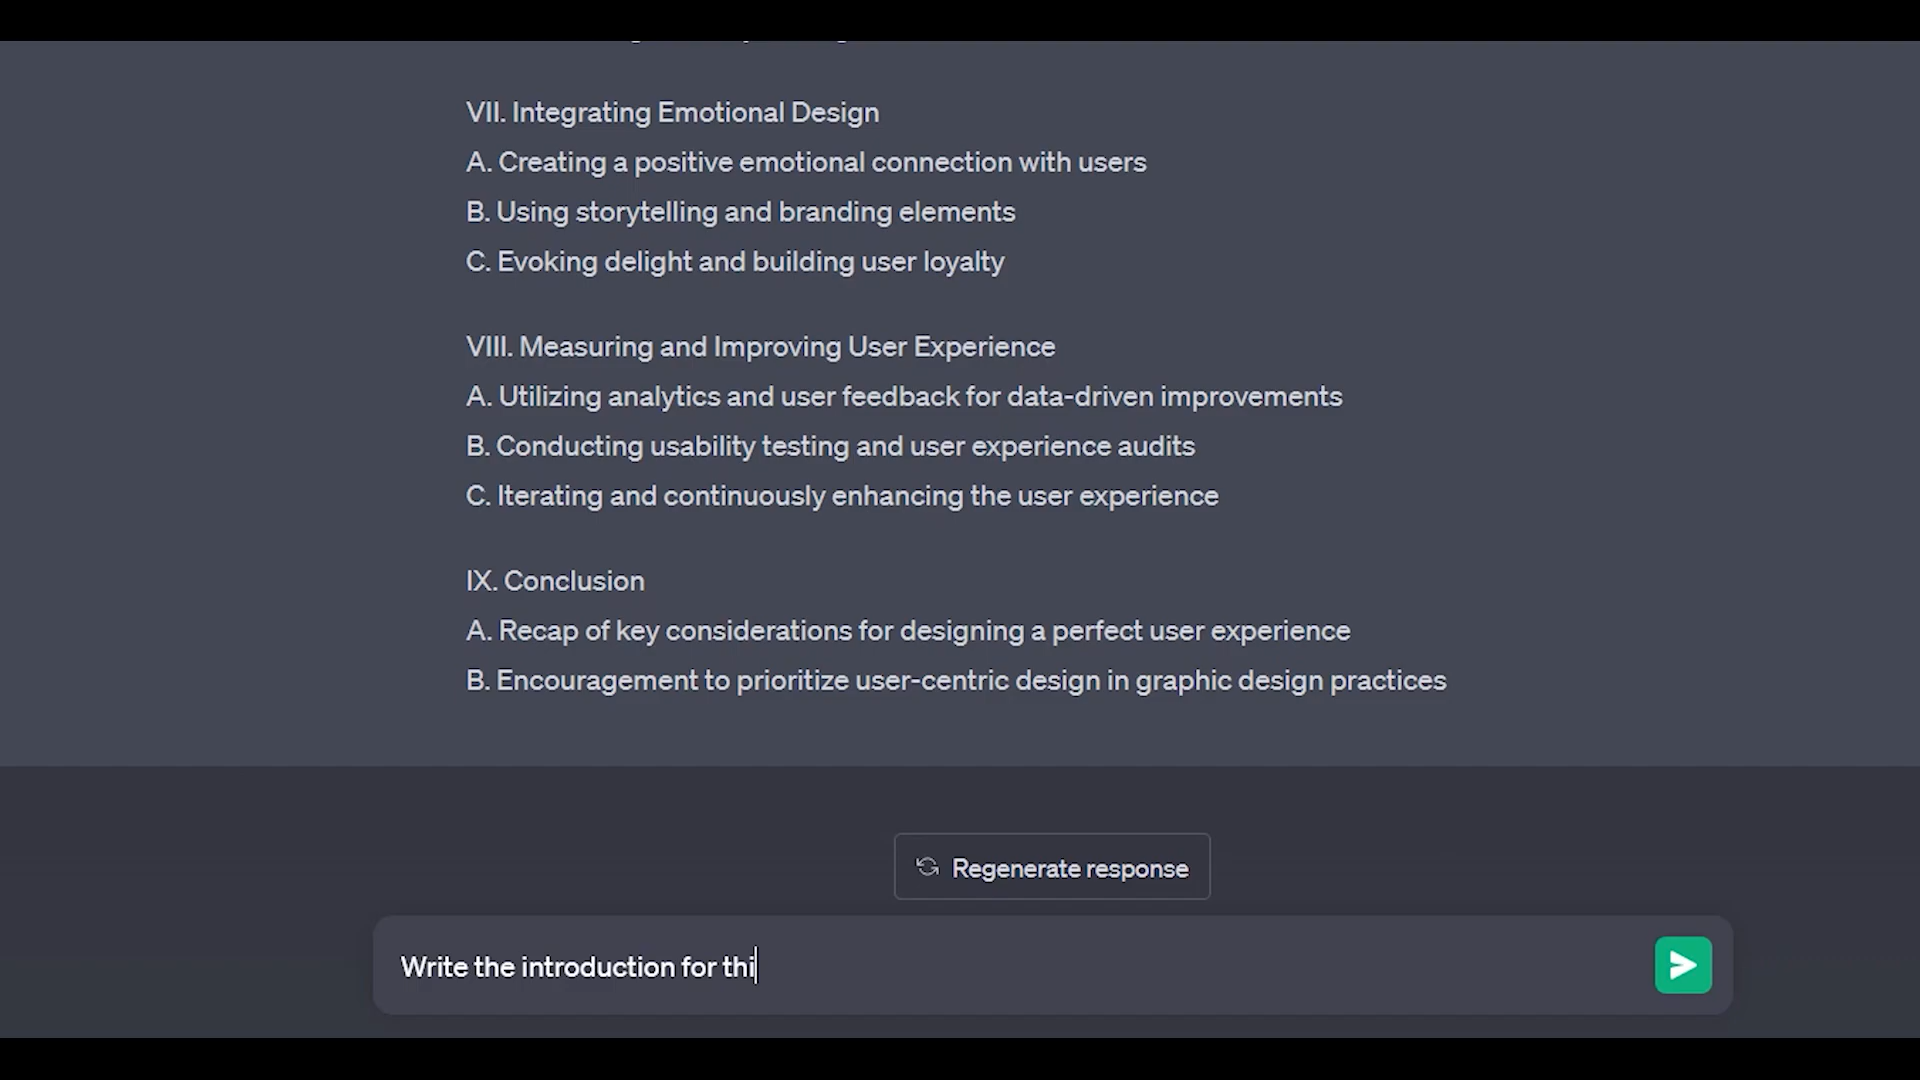 VII. Integrating Emotional Design
A. Creating a positive emotional connection with users
B. Using storytelling and branding elements
C. Evoking delight and building user loyalty
VIII. Measuring and Improving User Experience
A. Utilizing analytics and user feedback for data-driven improvements
B. Conducting usability testing and user experience audits
C. Iterating and continuously enhancing the user experience
IX. Conclusion
A. Recap of key considerations for designing a perfect user experience
B. Encouragement to prioritize user-centric design in graphic design practices
Regenerate response
Write the introduction for thi